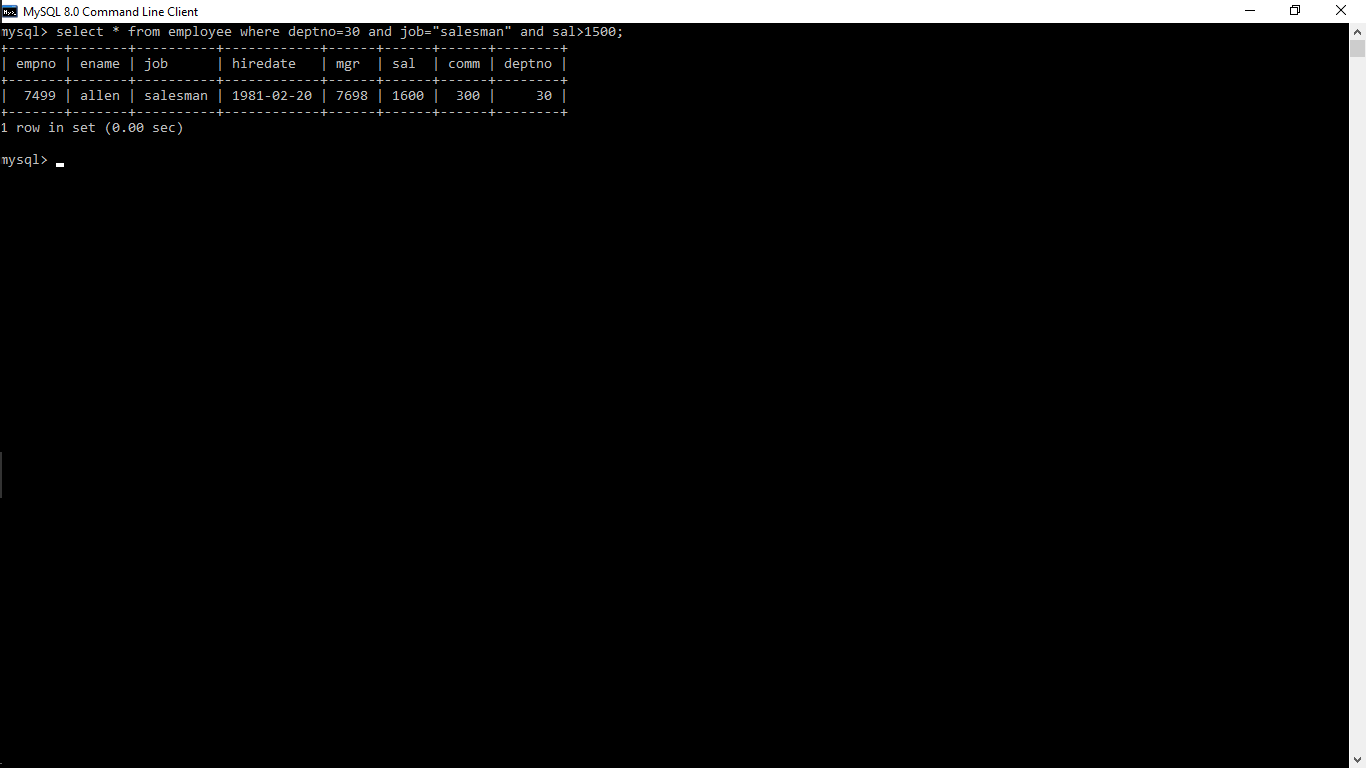 MySQL 8.0 Command Line Client
mysql> select * from employee where deptno=30 and job="salesman" and sal>1500;
+-------+-------+----------+------------+------+------+------+--------+
| empno | ename | job      | hiredate   | mgr  | sal  | comm | deptno |
+-------+-------+----------+------------+------+------+------+--------+
|  7499 | allen | salesman | 1981-02-20 | 7698 | 1600 |  300 |     30 |
+-------+-------+----------+------------+------+------+------+--------+
1 row in set (0.00 sec)
mysql>